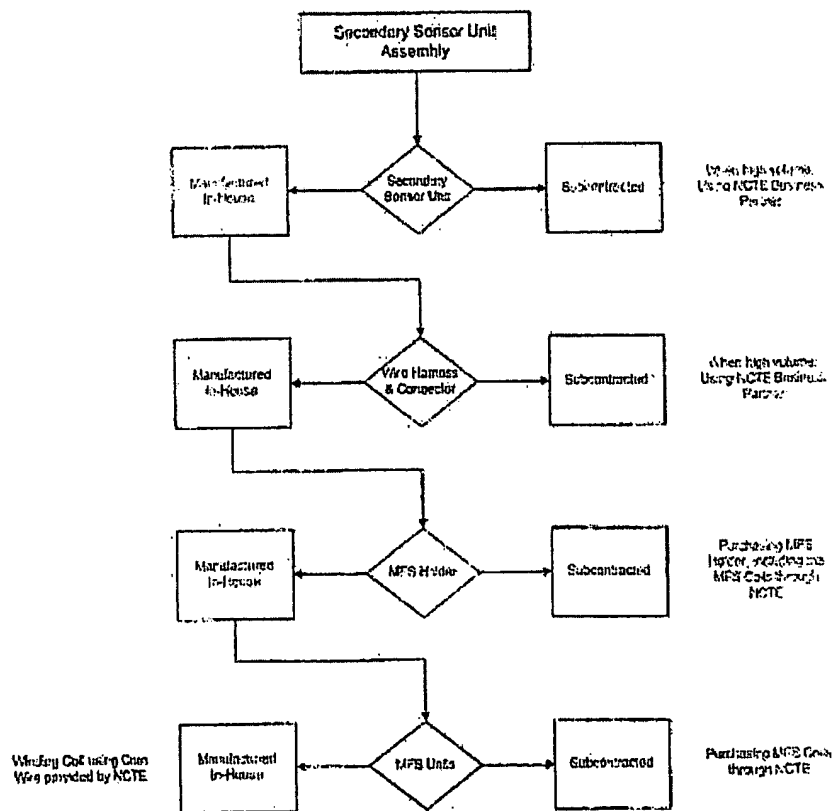 Secondary Sensor Unit
Assembly
Manufactured
In-House
Secondary
Sensor Unit
Subcontracted
When high volume:
Using NCTE Business
Partner
Manufactured
In-House
Wire Harness
& Connector
Subcontracted
When high volume:
Using NCTE Business
Partner
Manufactured
In-House
MFS Holder
Subcontracted
Purchasing MFS
Holder, including the
MFS Coils through
NCTE
Winding Coil using Core
Wire provided by NCTE
Manufactured
In-House
MFS Units
Subcontracted
Purchasing MFS Coils
through NCTE